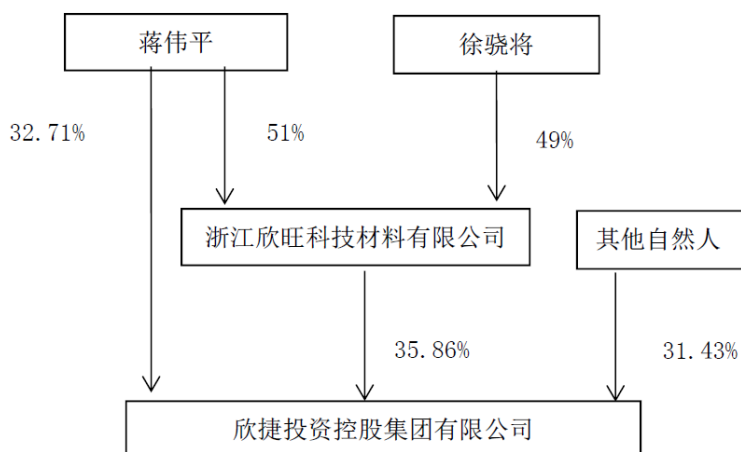 蒋伟平
徐骁将
32.71%
51%
49%
浙江欣旺科技材料有限公司
其他自然人
35.86%
31.43%
欣捷投资控股集团有限公司